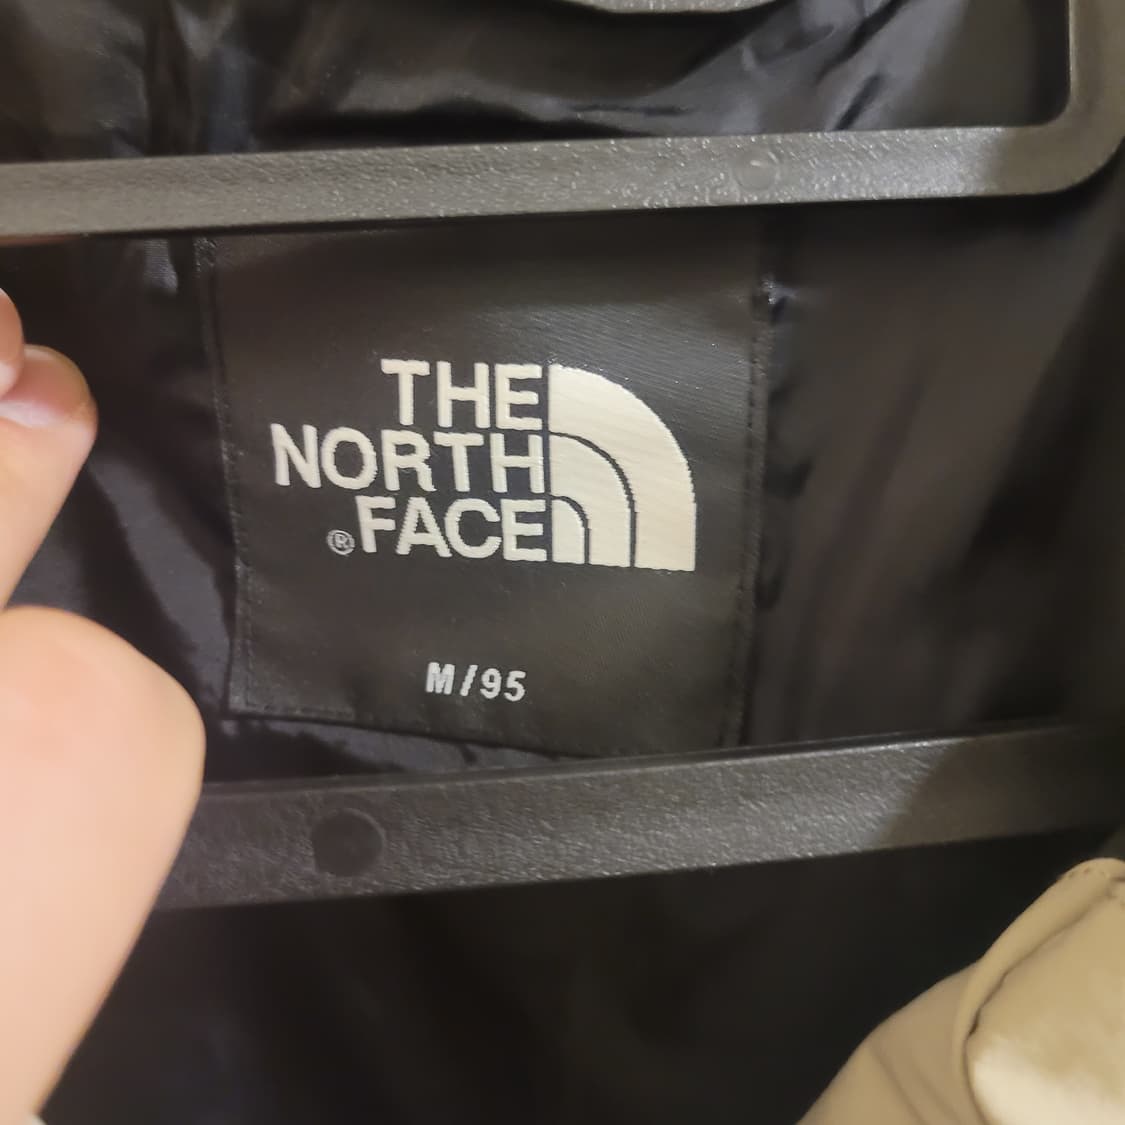 THE
NORTH
® FACE
M/95